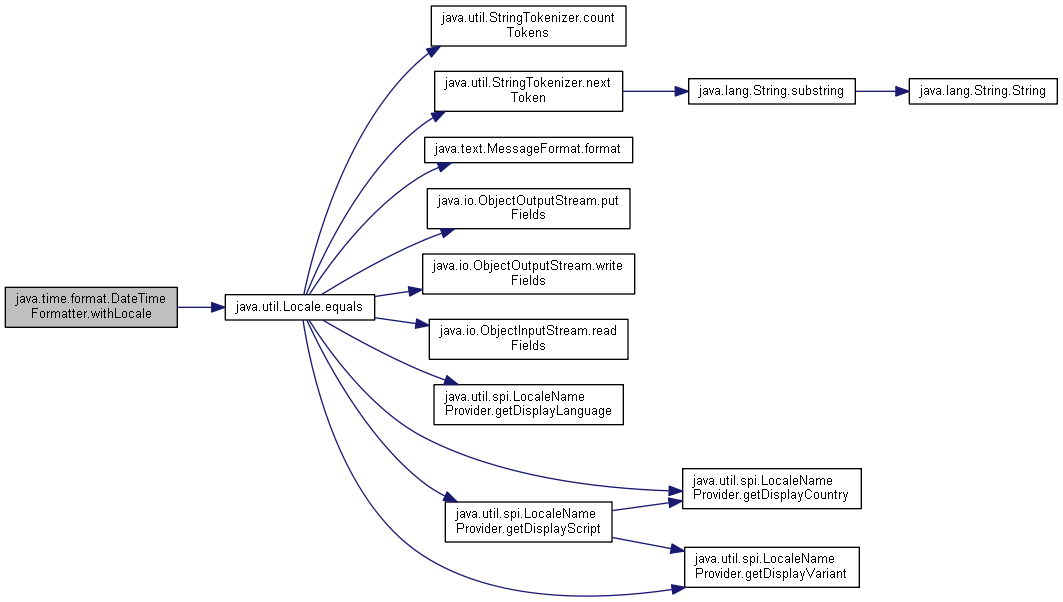 java.util.StringTokenizer.count
Tokens
java.util.StringTokenizer.next
Token
java.lang.String.substring
java.lang.String.String
java.text.MessageFormat.format
java.io.ObjectOutputStream.put
Fields
java.io.ObjectOutputStream.write
Fields
java.time.format.DateTime
Formatter.withLocale
java.util.Locale.equals
java.io.ObjectInputStream.read
Fields
java.util.spi.LocaleName
Provider.getDisplayLanguage
java.util.spi.LocaleName
Provider.getDisplayCountry
java.util.spi.LocaleName
Provider.getDisplayScript
java.util.spi.LocaleName
Provider.getDisplayVariant